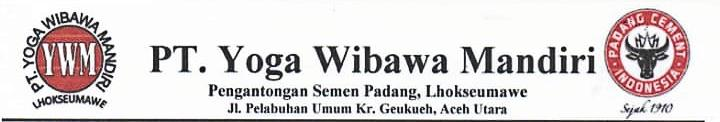 PT. YOGA WIBAWA MANDIRI
YWM
LHOKSEUMAWE
PT. Yoga Wibawa Mandiri
Pengantongan Semen Padang, Lhokseumawe
Jl. Pelabuhan Umum Kr. Geukueh, Aceh Utara
PADANG CEMENT
INDONESIA
Sejak 1910